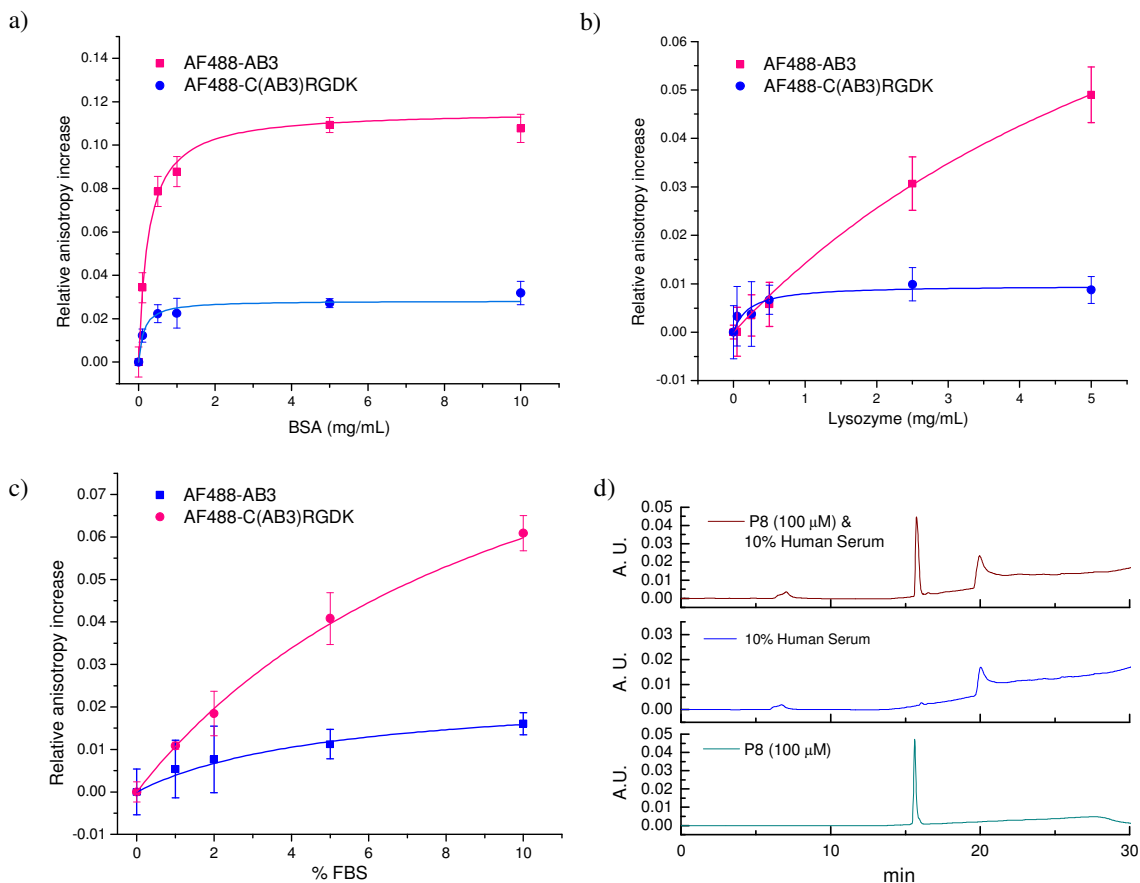 a)
AF488-AB3
AF488-C(AB3)RGDK
Relative anisotropy increase
0.14
0.12
0.10
0.08
0.06
0.04
0.02
0.00
0 2 4 6 8 10
BSA (mg/mL)
b)
AF488-AB3
AF488-C(AB3)RGDK
Relative anisotropy increase
0.06
0.05
0.04
0.03
0.02
0.01
0.00
-0.01
0 1 2 3 4 5
Lysozyme (mg/mL)
c)
AF488-AB3
AF488-C(AB3)RGDK
Relative anisotropy increase
0.07
0.06
0.05
0.04
0.03
0.02
0.01
0.00
-0.01
0 2 4 6 8 10
% FBS
d)
P8 (100 μM) &
10% Human Serum
A. U.
0.05
0.04
0.03
0.02
0.01
0.00
10% Human Serum
A. U.
0.03
0.02
0.01
0.00
P8 (100 μM)
A.U.
0.05
0.04
0.03
0.02
0.01
0.00
0 10 20 30
min